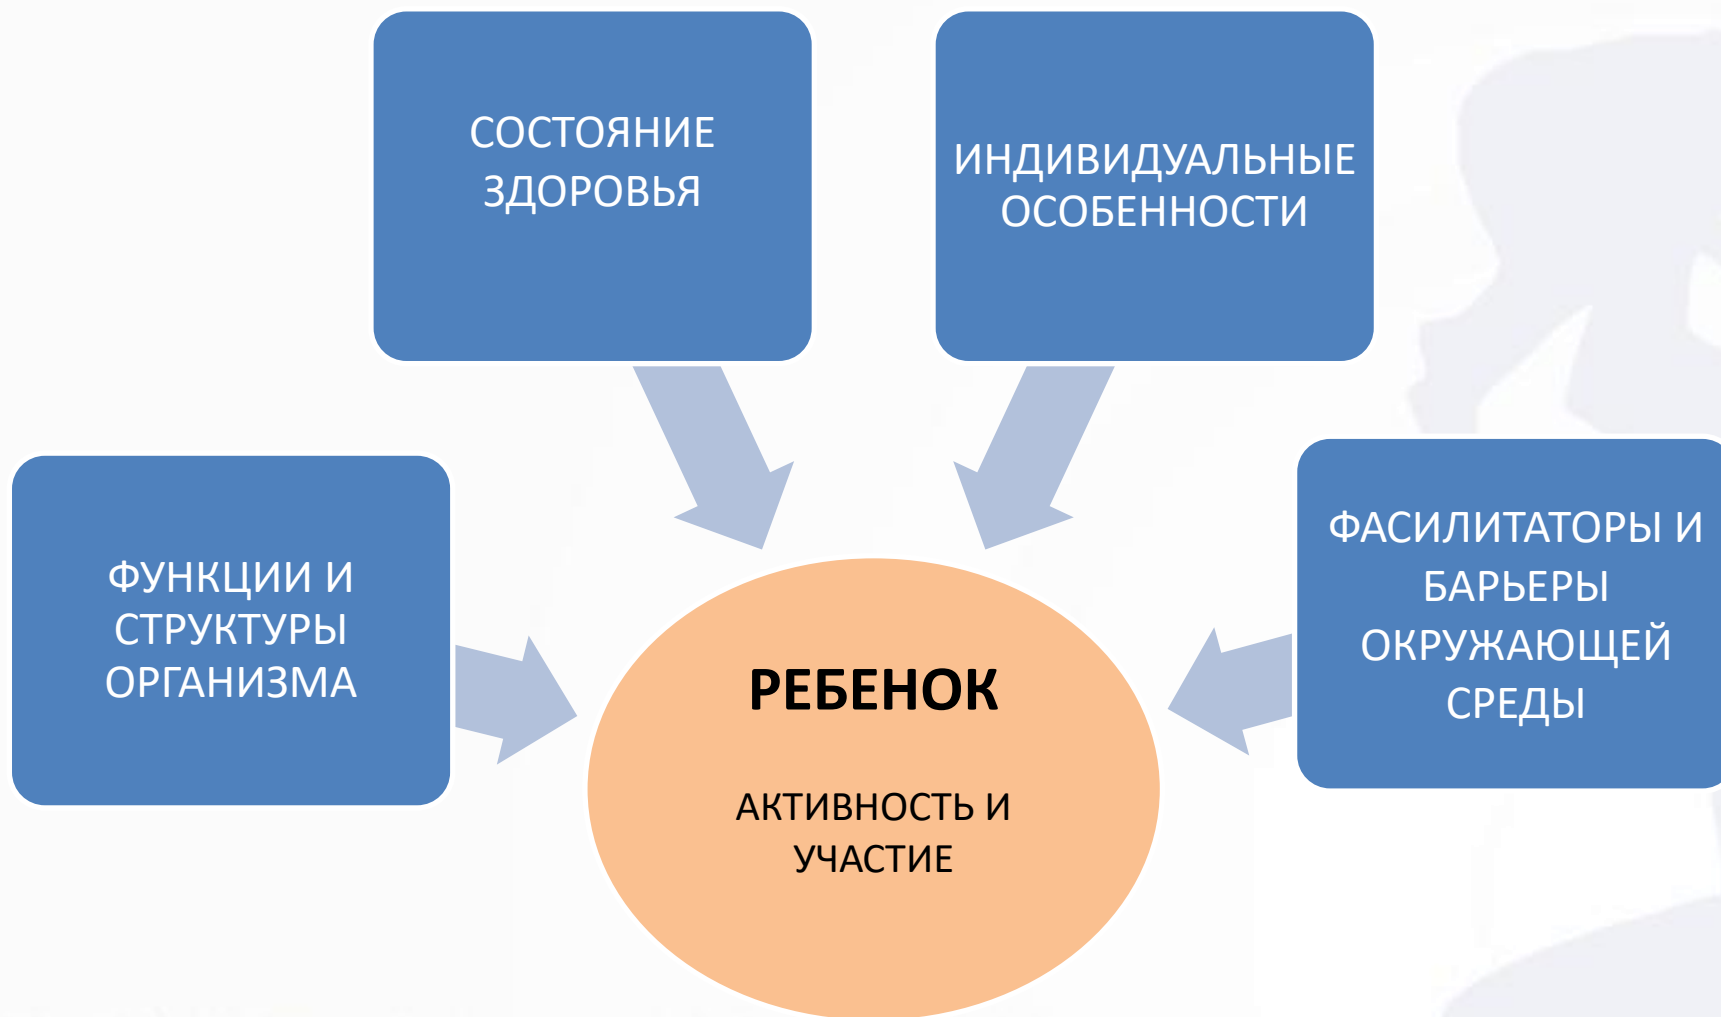 СОСТОЯНИЕ
ЗДОРОВЬЯ
ИНДИВИДУАЛЬНЫЕ
ОСОБЕННОСТИ
ФУНКЦИИ И
СТРУКТУРЫ
ОРГАНИЗМА
ФАСИЛИТАТОРЫ И
БАРЬЕРЫ
ОКРУЖАЮЩЕЙ
СРЕДЫ
РЕБЕНОК
АКТИВНОСТЬ И
УЧАСТИЕ